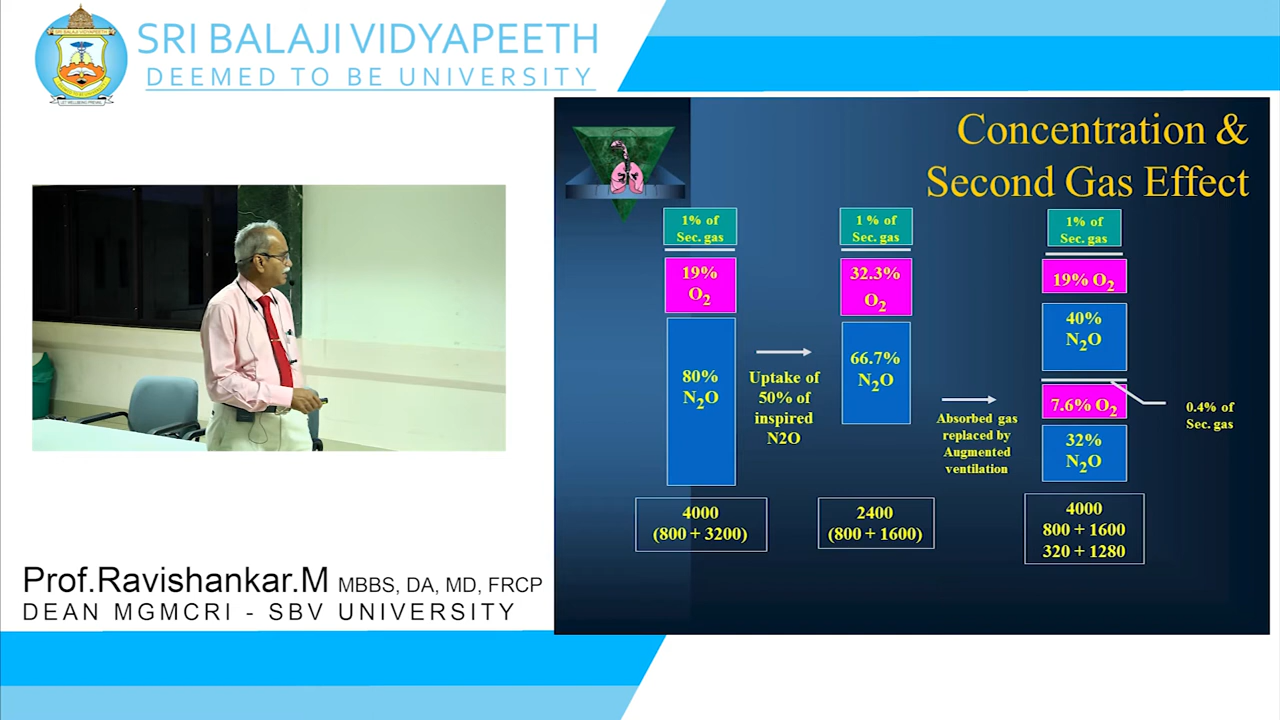 SRI BALAJI VIDYAPEETH
DEEMED TO BE UNIVERSITY
Concentration &
Second Gas Effect
1% of
Sec. gas
19%
O2
80%
N2O
4000
(800 + 3200)
Uptake of
50% of
inspired
N2O
1 % of
Sec. gas
32.3%
O2
66.7%
N2O
2400
(800 + 1600)
Absorbed gas
replaced by
Augmented
ventilation
1% of
Sec. gas
19% O2
40%
N2O
7.6% O2
32%
N2O
0.4% of
Sec. gas
4000
800 + 1600
320 + 1280
Prof.Ravishankar.M MBBS, DA, MD, FRCP
DEAN MGMCRI - SBV UNIVERSITY